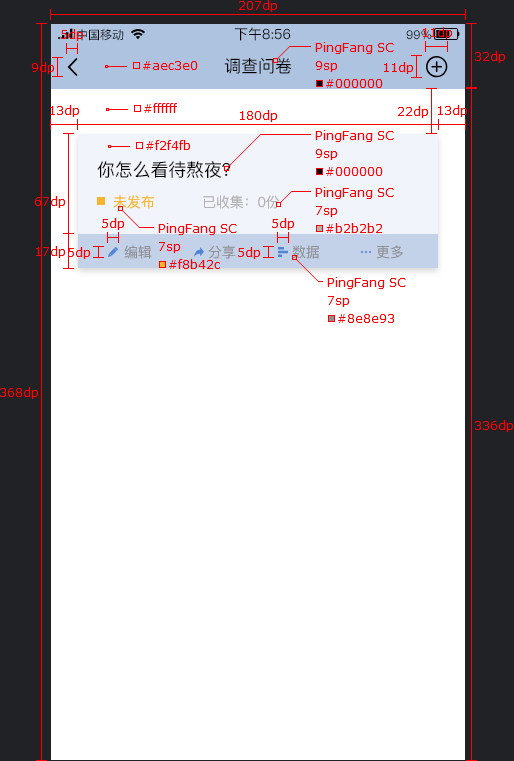 207dp
5dp
中国移动
下午8:56
99%
11dp
9dp
#aec3e0
调查问卷
PingFang SC
9sp
#000000
11dp
32dp
13dp
#ffffff
180dp
22dp
13dp
#f2f4fb
PingFang SC
9sp
#000000
你怎么看待熬夜?
67dp
未发布
已收集：0份
PingFang SC
7sp
#b2b2b2
5dp
5dp
PingFang SC
7sp
#f8b42c
17dp
5dp
编辑
分享
5dp
数据
更多
PingFang SC
7sp
#8e8e93
368dp
336dp